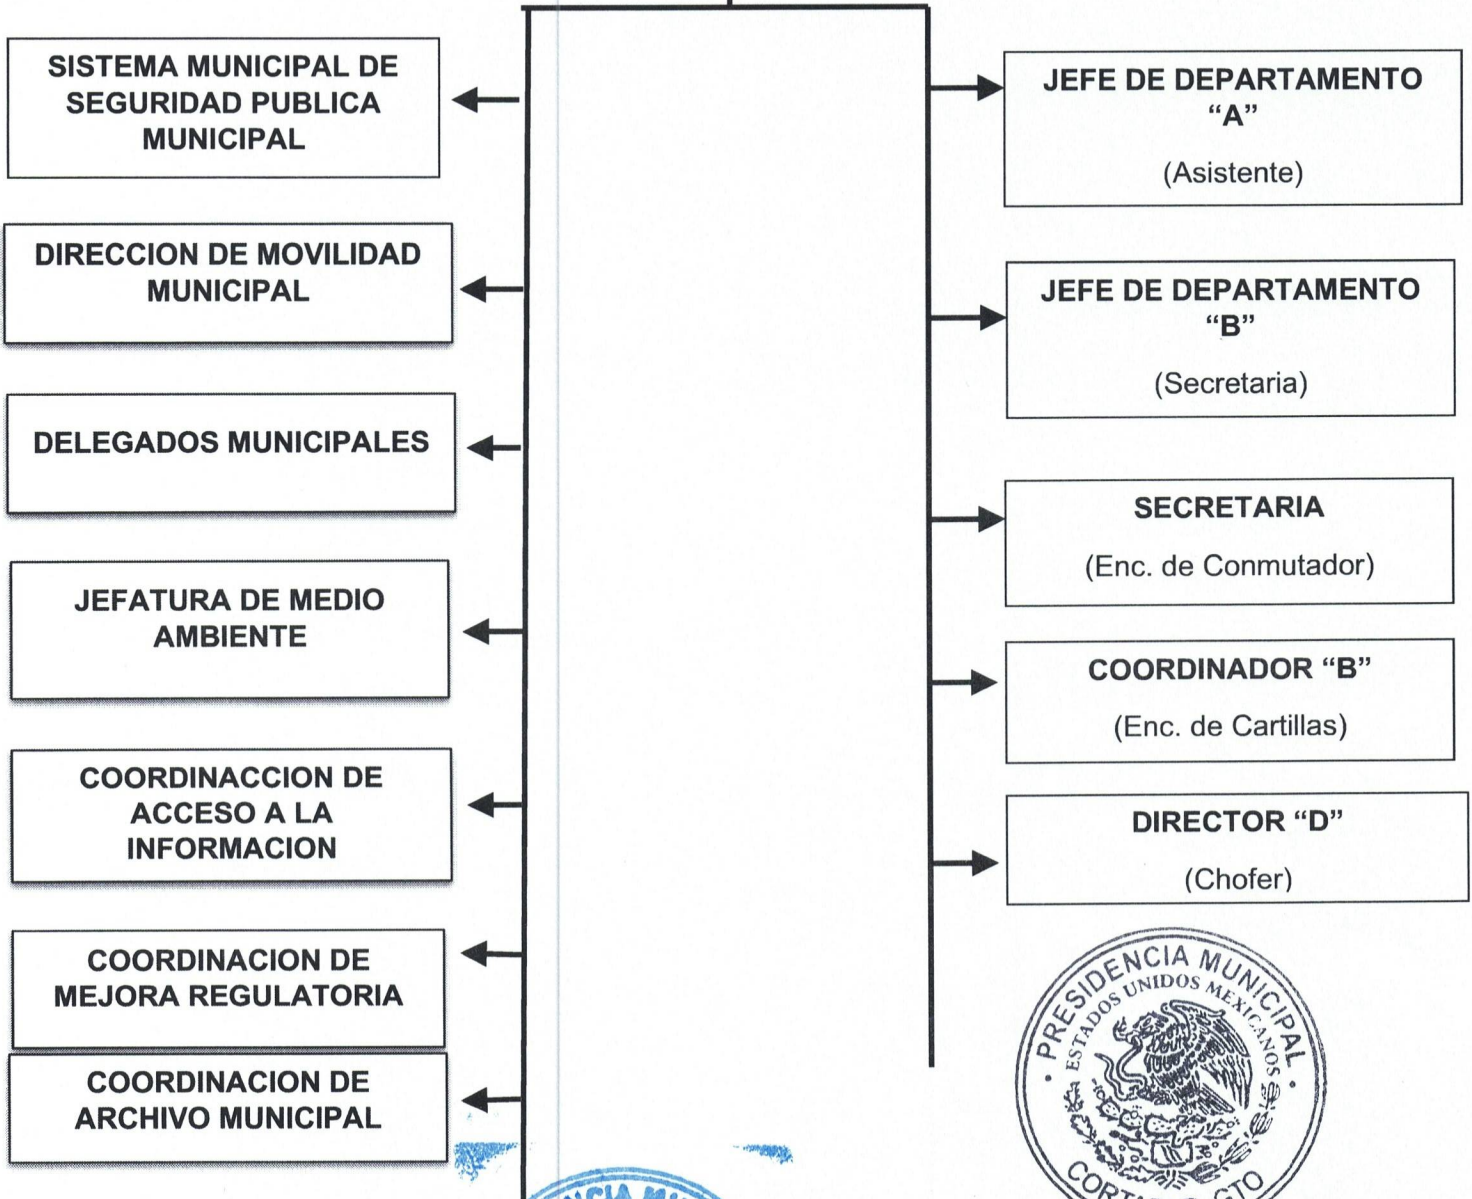 SISTEMA MUNICIPAL DE
SEGURIDAD PUBLICA
MUNICIPAL
DIRECCION DE MOVILIDAD
MUNICIPAL
DELEGADOS MUNICIPALES
JEFATURA DE MEDIO
AMBIENTE
COORDINACCION DE
ACCESO A LA
INFORMACION
COORDINACION DE
MEJORA REGULATORIA
COORDINACION DE
ARCHIVO MUNICIPAL
JEFE DE DEPARTAMENTO
“A”
(Asistente)
JEFE DE DEPARTAMENTO
“B”
(Secretaria)
SECRETARIA
(Enc. de Conmutador)
COORDINADOR “B”
(Enc. de Cartillas)
DIRECTOR “D”
(Chofer)
PRESIDENCIA MUNICIPAL
ESTADOS UNIDOS MEXICANOS